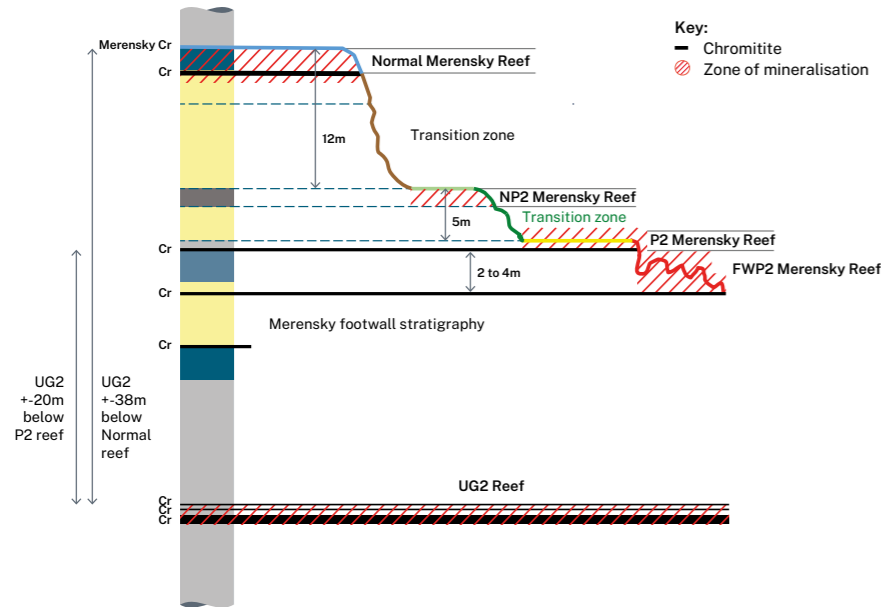 Key:
Chromitite
Zone of mineralisation
Merensky Cr
Cr
Normal Merensky Reef
12m
Transition zone
NP2 Merensky Reef
Transition zone
5m
P2 Merensky Reef
Cr
2 to 4m
FWP2 Merensky Reef
Cr
Merensky footwall stratigraphy
Cr
UG2
+-20m
below
P2 reef
UG2
+-38m
below
Normal
reef
UG2 Reef
Cr
Cr
Cr